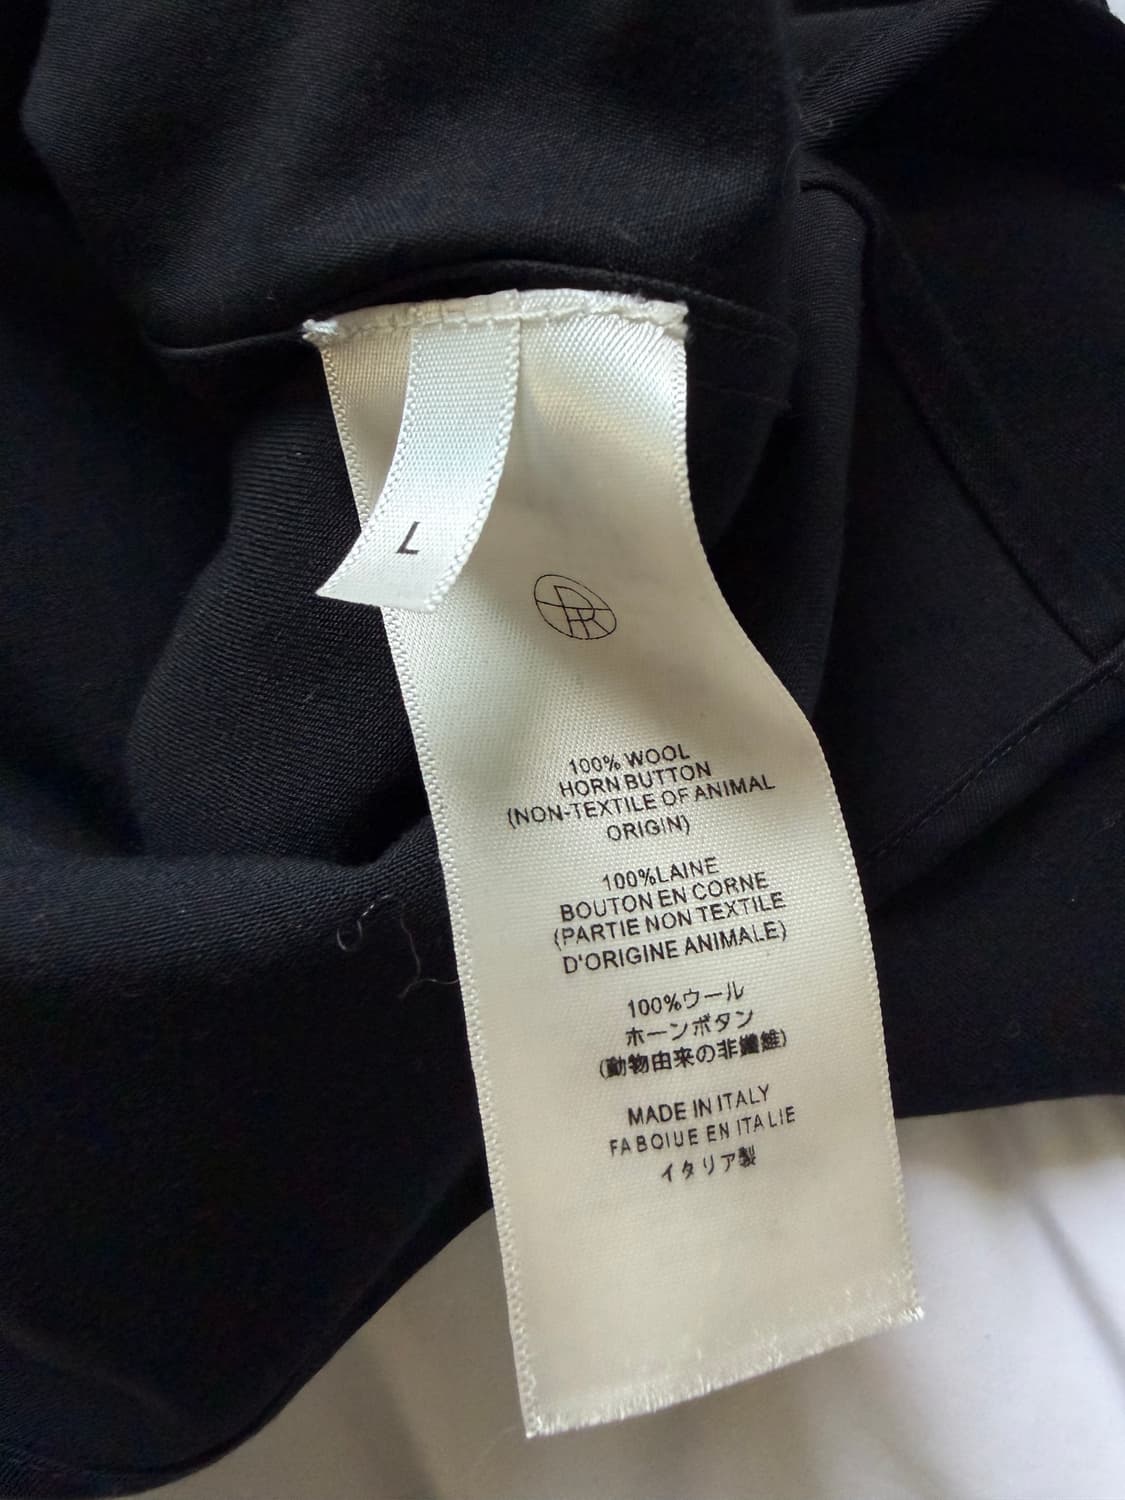 L
100% WOOL
HORN BUTTON
(NON-TEXTILE OF ANIMAL
ORIGIN)
100%LAINE
BOUTON EN CORNE
(PARTIE NON TEXTILE
D'ORIGINE ANIMALE)
100%ウール
ホーンボタン
(動物由来の非繊維)
MADE IN ITALY
FABOIUE EN ITALIE
イタリア製